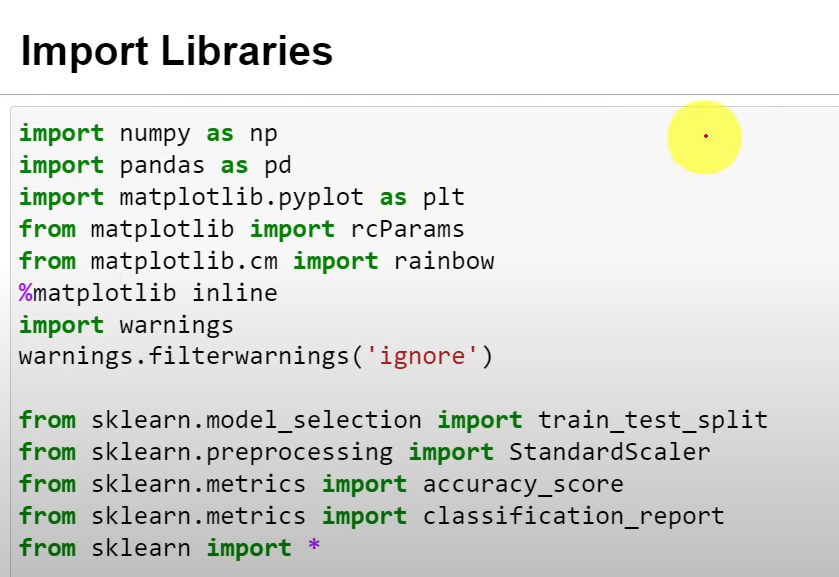 Import Libraries
import numpy as np
import pandas as pd
import matplotlib.pyplot as plt
from matplotlib import rcParams
from matplotlib.cm import rainbow
%matplotlib inline
import warnings
warnings.filterwarnings('ignore')
from sklearn.model_selection import train_test_split
from sklearn.preprocessing import StandardScaler
from sklearn.metrics import accuracy_score
from sklearn.metrics import classification_report
from sklearn import *